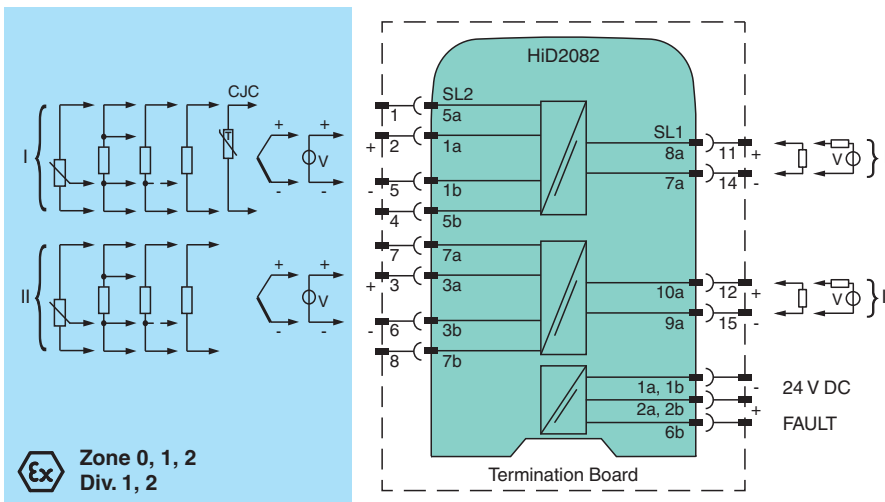 HiD2082
CJC
SL2
1
5a
I
T
+
+
V
-
-
+
2
1a
-
5
1b
4
5b
SL1
8a
11
+
7a
14
-
V
I
7
7a
II
+
+
V
-
-
+
3
3a
-
6
3b
8
7b
10a
12
+
9a
15
-
V
I
1a, 1b
-
24 V DC
2a, 2b
+
6b
FAULT
Ex
Zone 0, 1, 2
Div. 1, 2
Termination Board